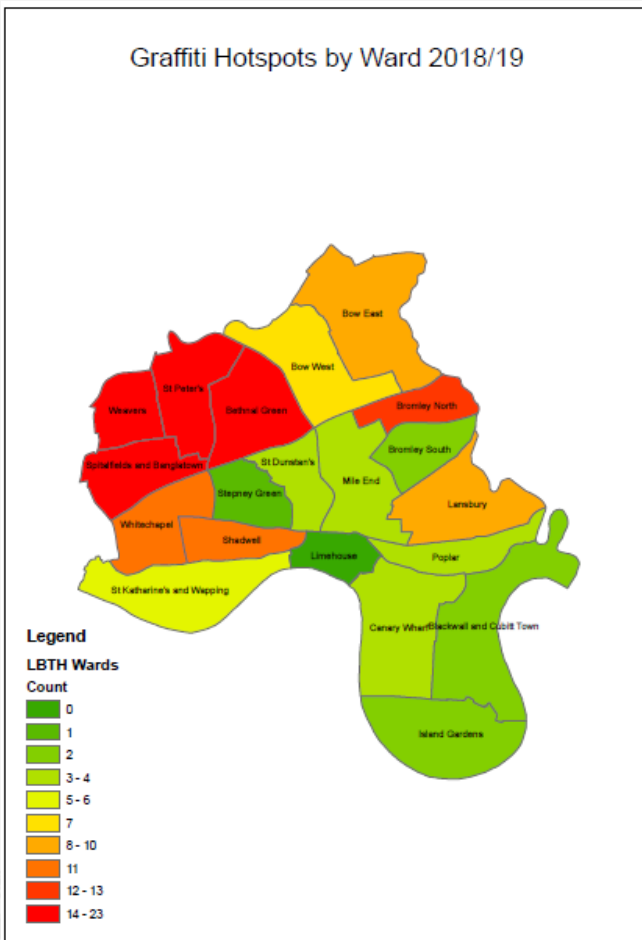 Graffiti Hotspots by Ward 2018/19
Bow East
Bow West
St Peter's
Weavers
Bethnal Green
Bromley North
Bromley South
St Dunstan's
Mile End
Spitalfields and Banglatown
Stepney Green
Lansbury
Whitechapel
Shadwell
Limehouse
Poplar
St Katharine's and Wapping
Canary Wharf
Blackwall and Cubitt Town
Island Gardens
Legend
LBTH Wards
Count
0
1
2
3 - 4
5 - 6
7
8 - 10
11
12 - 13
14 - 23